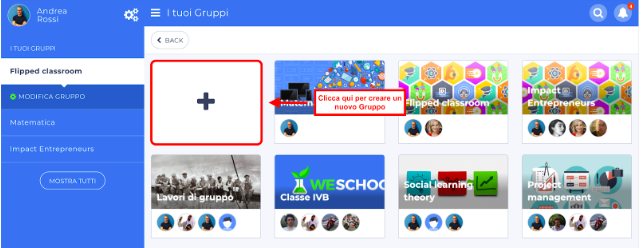 Andrea
Rossi
I tuoi Gruppi
4
I TUOI GRUPPI
BACK
Flipped classroom
MODIFICA GRUPPO
Matematica
Impact Entrepreneurs
MOSTRA TUTTI
Clicca qui per creare un
nuovo Gruppo
Matem
Flipped classroom
Impact
Entrepreneurs
Lavori di gruppo
WESCHOO
Classe IVB
Social learning
theory
Project
management